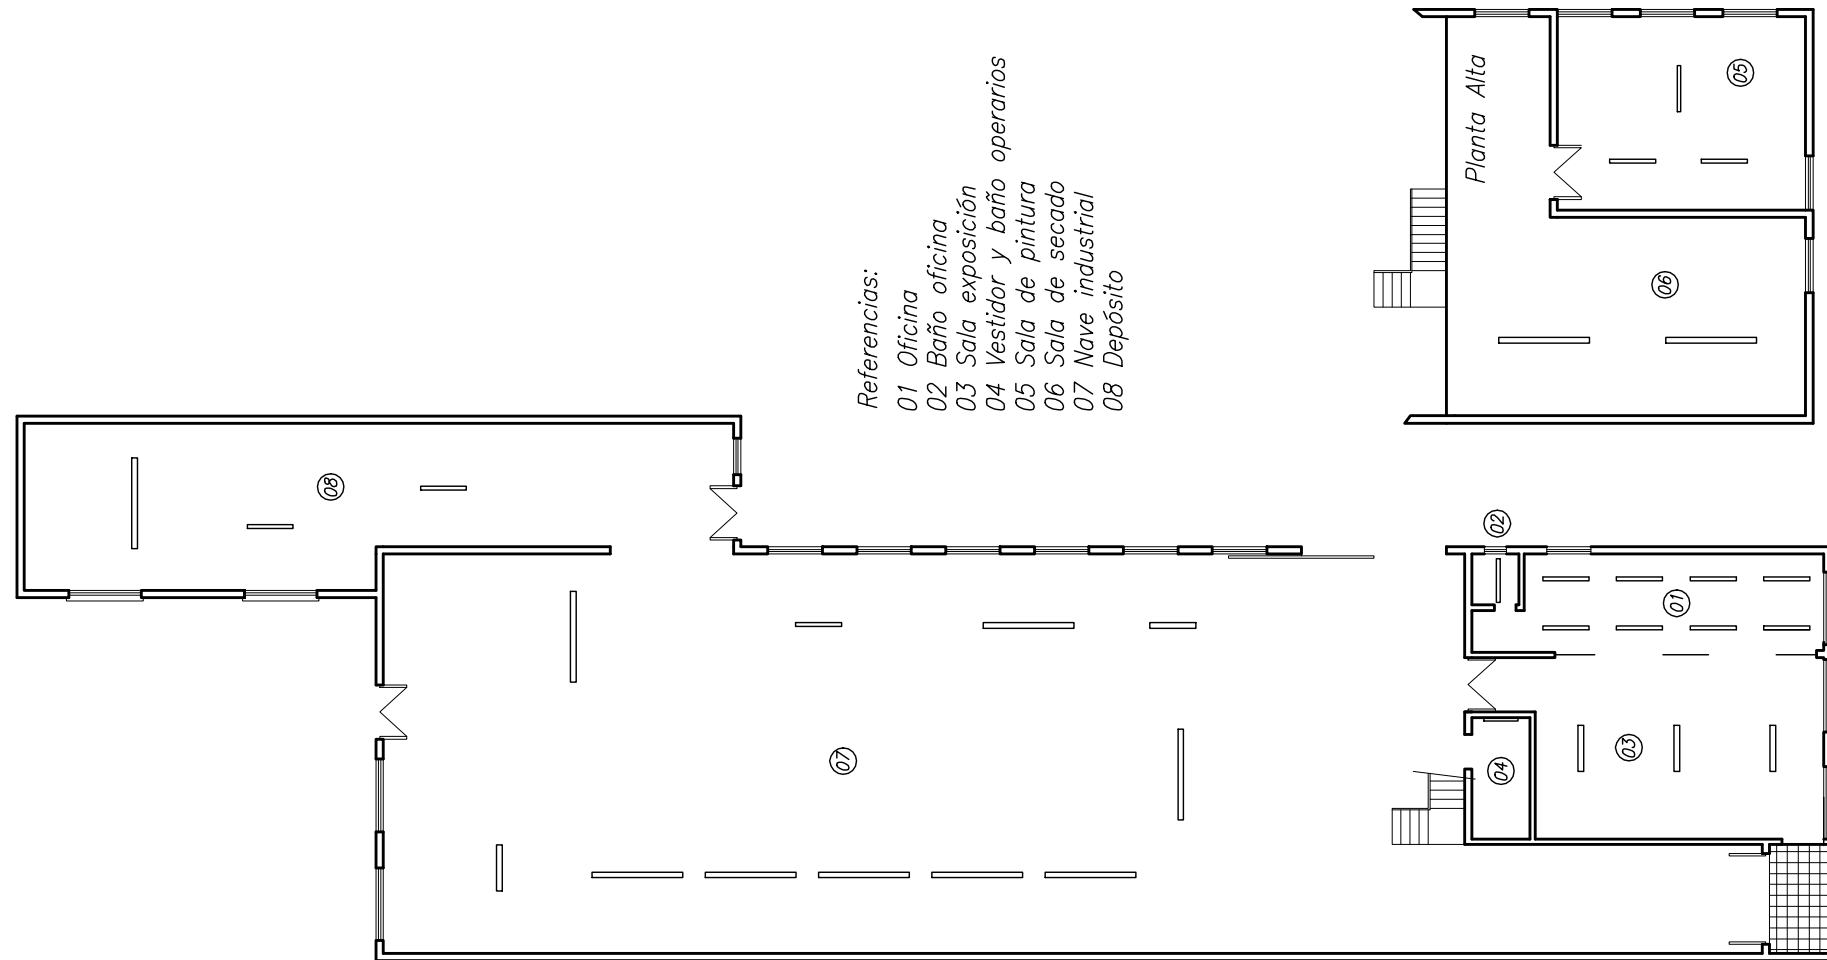 Referencias:
01 Oficina
02 Baño oficina
03 Sala exposición
04 Vestidor y baño operarios
05 Sala de pintura
06 Sala de secado
07 Nave industrial
08 Depósito
Planta Alta
05
06
08
07
02
01
03
04